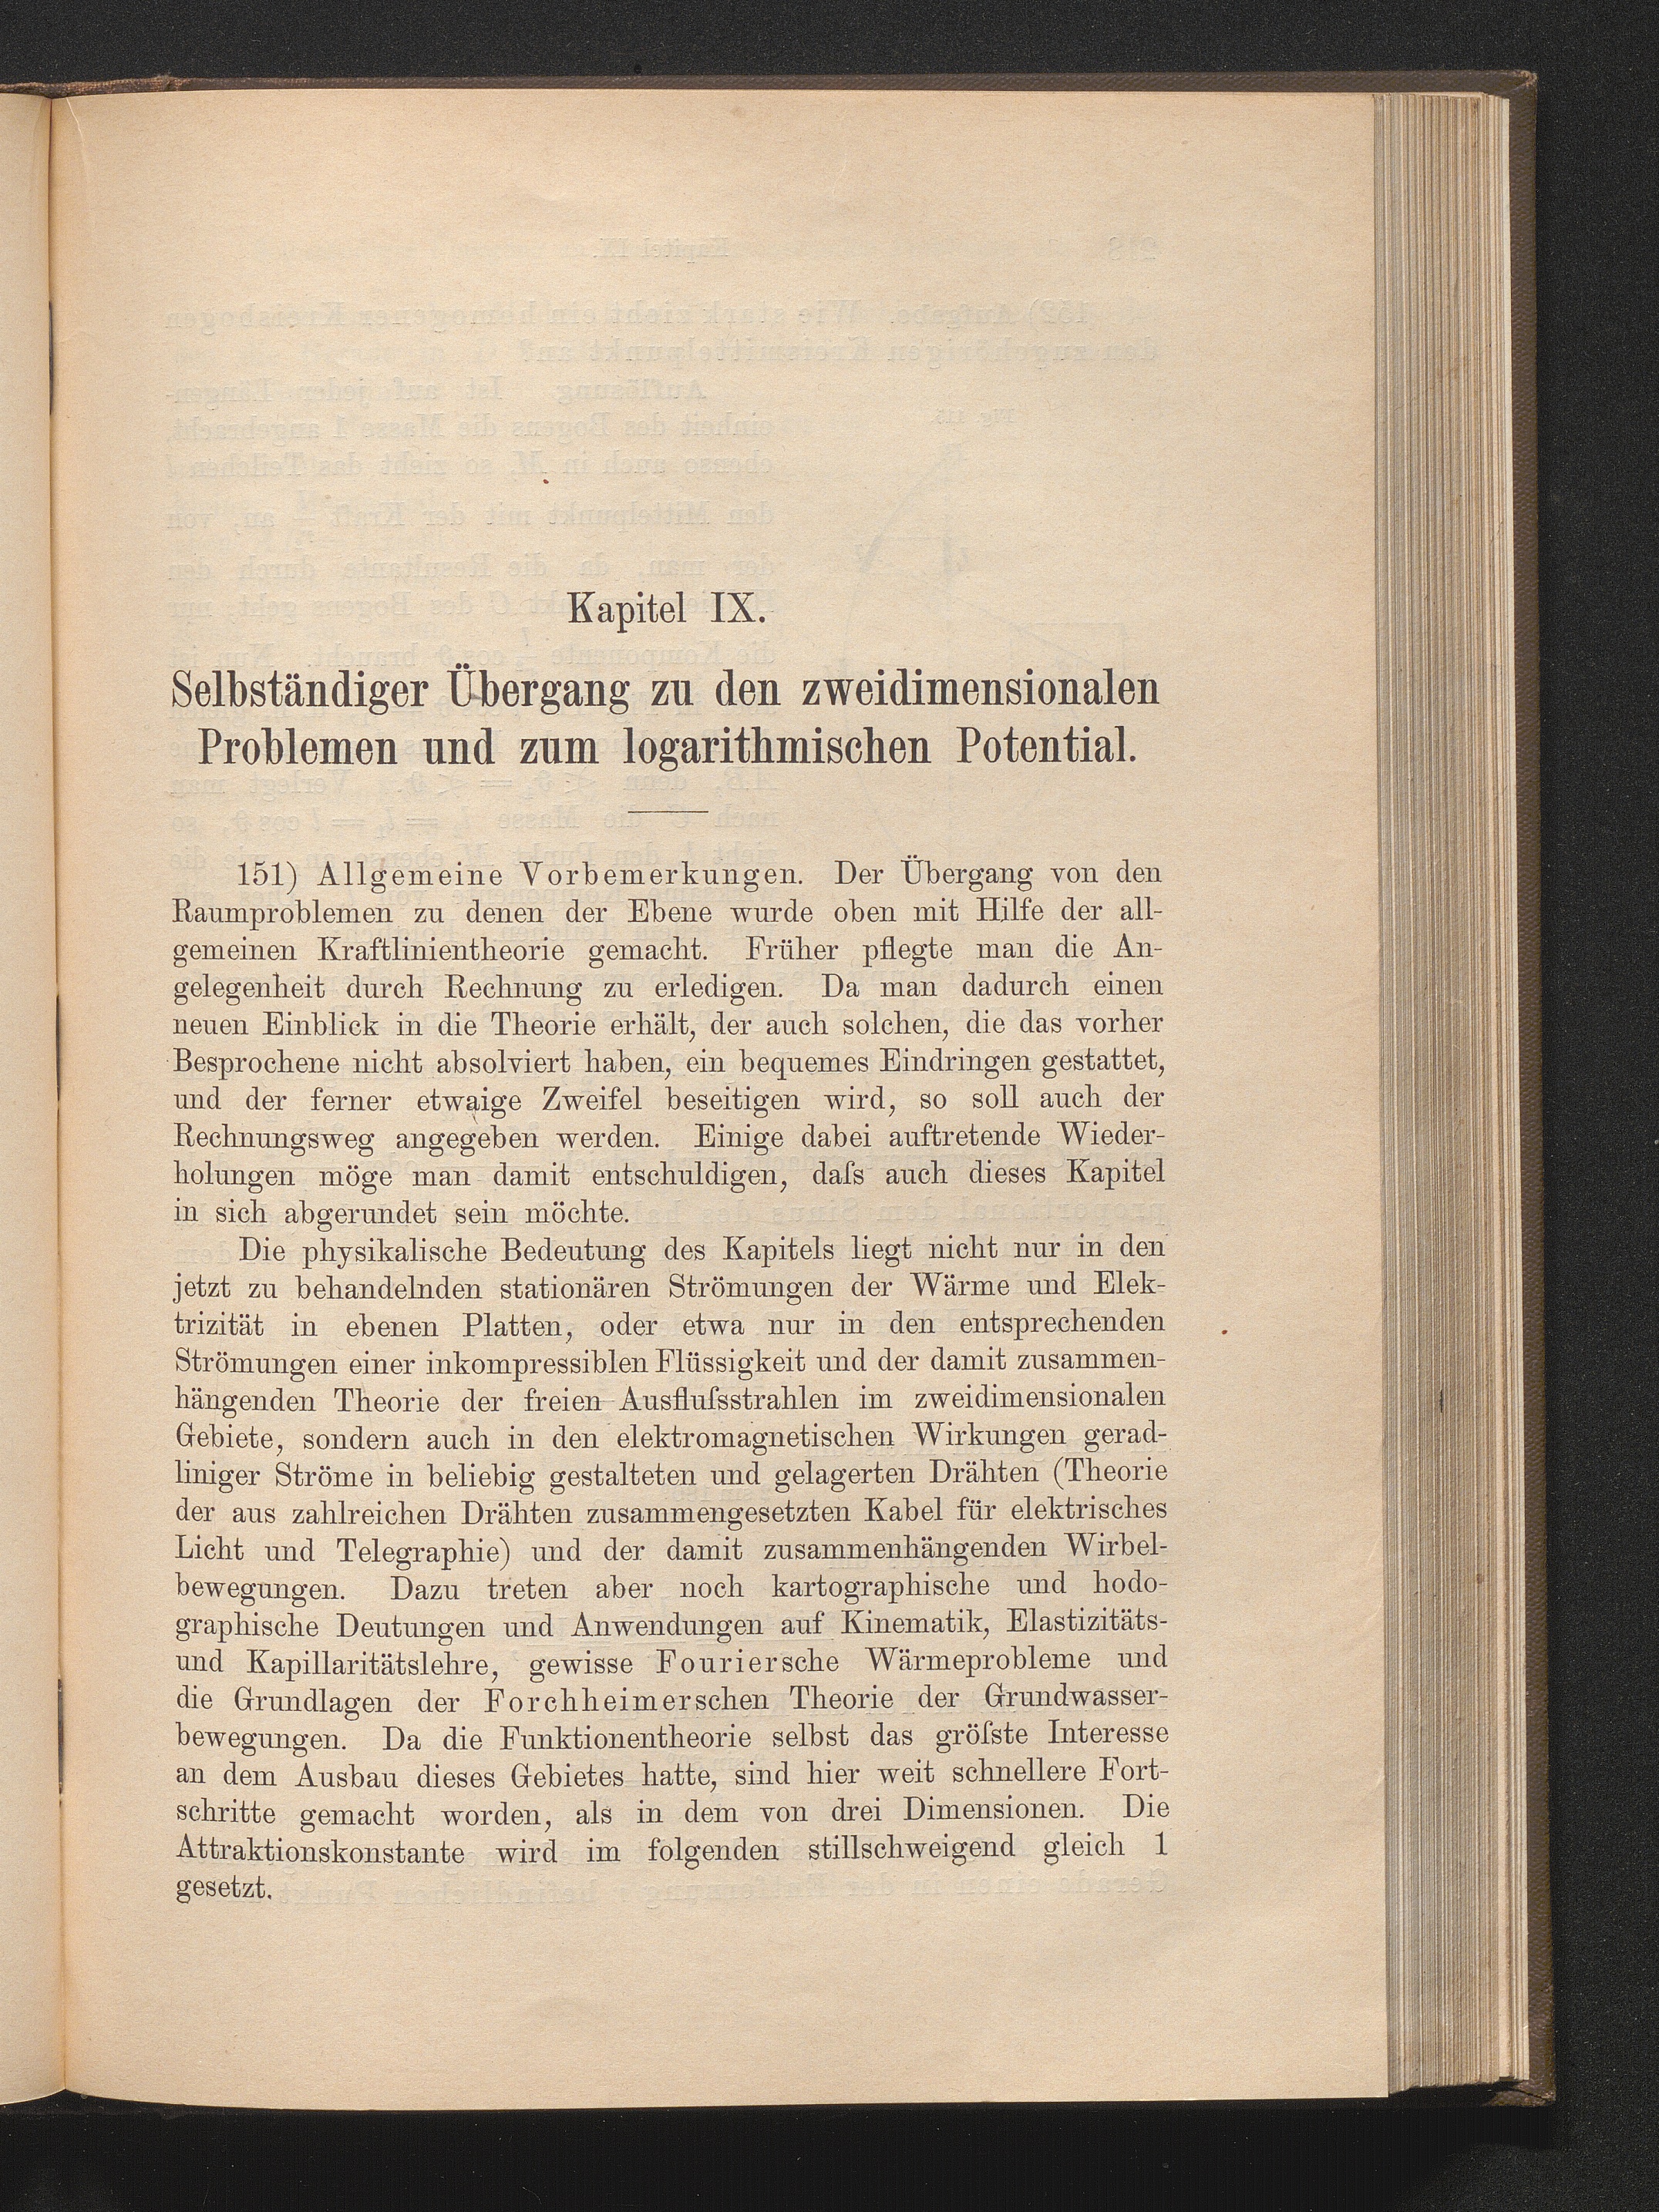 Kapitel IX.
Selbständiger Übergang zu den zweidimensionalen
Problemen und zum logarithmischen Potential.
151) Allgemeine Vorbemerkungen. Der Übergang von den
Raumproblemen zu denen der Ebene wurde oben mit Hilfe der all-
gemeinen Kraftlinientheorie gemacht. Früher pflegte man die An-
gelegenheit durch Rechnung zu erledigen. Da man dadurch einen
neuen Einblick in die Theorie erhält, der auch solchen, die das vorher
Besprochene nicht absolviert haben, ein bequemes Eindringen gestattet,
und der ferner etwaige Zweifel beseitigen wird, so soll auch der
Rechnungsweg angegeben werden. Einige dabei auftretende Wieder-
holungen möge man damit entschuldigen, daſs auch dieses Kapitel
in sich abgerundet sein möchte.
Die physikalische Bedeutung des Kapitels liegt nicht nur in den
jetzt zu behandelnden stationären Strömungen der Wärme und Elek-
trizität in ebenen Platten, oder etwa nur in den entsprechenden
Strömungen einer inkompressiblen Flüssigkeit und der damit zusammen-
hängenden Theorie der freien Ausfluſsstrahlen im zweidimensionalen
Gebiete, sondern auch in den elektromagnetischen Wirkungen gerad-
liniger Ströme in beliebig gestalteten und gelagerten Drähten (Theorie
der aus zahlreichen Drähten zusammengesetzten Kabel für elektrisches
Licht und Telegraphie) und der damit zusammenhängenden Wirbel-
bewegungen. Dazu treten aber noch kartographische und hodo-
graphische Deutungen und Anwendungen auf Kinematik, Elastizitäts-
und Kapillaritätslehre, gewisse Fouriersche Wärmeprobleme und
die Grundlagen der Forchheimerschen Theorie der Grundwasser-
bewegungen. Da die Funktionentheorie selbst das gröſste Interesse
an dem Ausbau dieses Gebietes hatte, sind hier weit schnellere Fort-
schritte gemacht worden, als in dem von drei Dimensionen. Die
Attraktionskonstante wird im folgenden stillschweigend gleich 1
gesetzt.